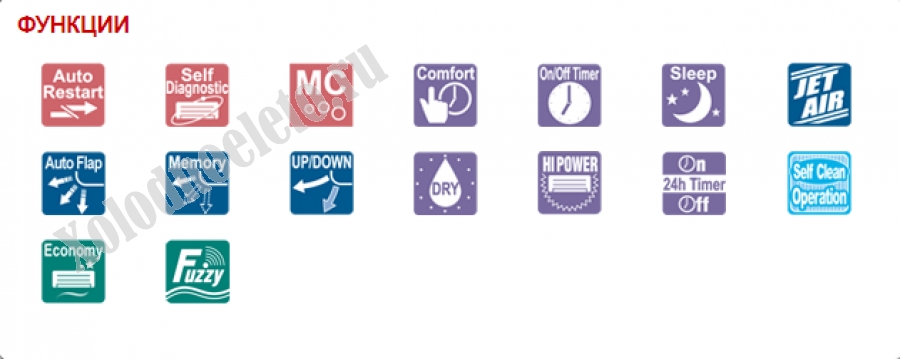 ФУНКЦИИ
Auto
Restart
Self
Diagnostic
MC
Comfort
On/Off Timer
Sleep
JET
AIR
Auto Flap
Memory
UP/DOWN
DRY
HI POWER
On
24h Timer
Off
Self Clean
Operation
Economy
Fuzzy